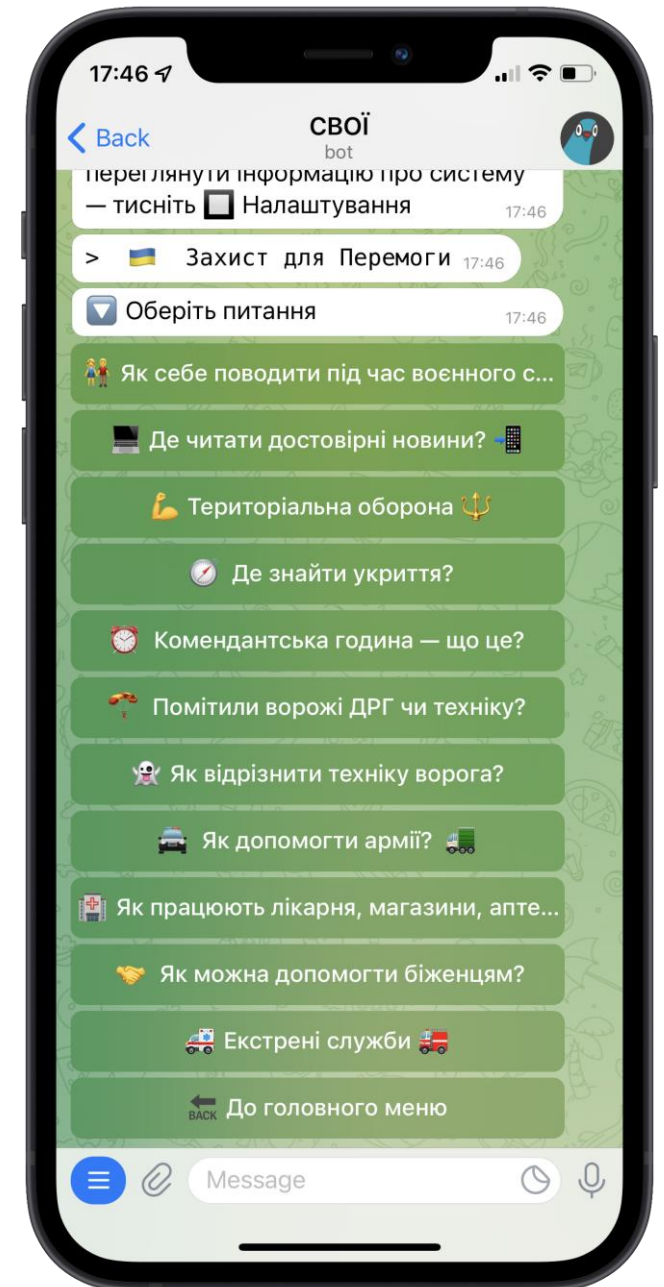 17:46
Back
СВОЇ
bot
переглянути інформацію про систему
— тисніть 🔲 Налаштування 17:46
> 🇺🇦 Захист для Перемоги 17:46
🔽 Оберіть питання 17:46
👫 Як себе поводити під час воєнного с...
💻 Де читати достовірні новини? 📲
💪 Територіальна оборона 🔱
🧭 Де знайти укриття?
⏰ Комендантська година — що це?
🪂 Помітили ворожі ДРГ чи техніку?
👻 Як відрізнити техніку ворога?
🚔 Як допомогти армії? 🚛
🏥 Як працюють лікарня, магазини, апте...
🤝 Як можна допомогти біженцям?
🚑 Екстрені служби 🚒
🔙 До головного меню
Message